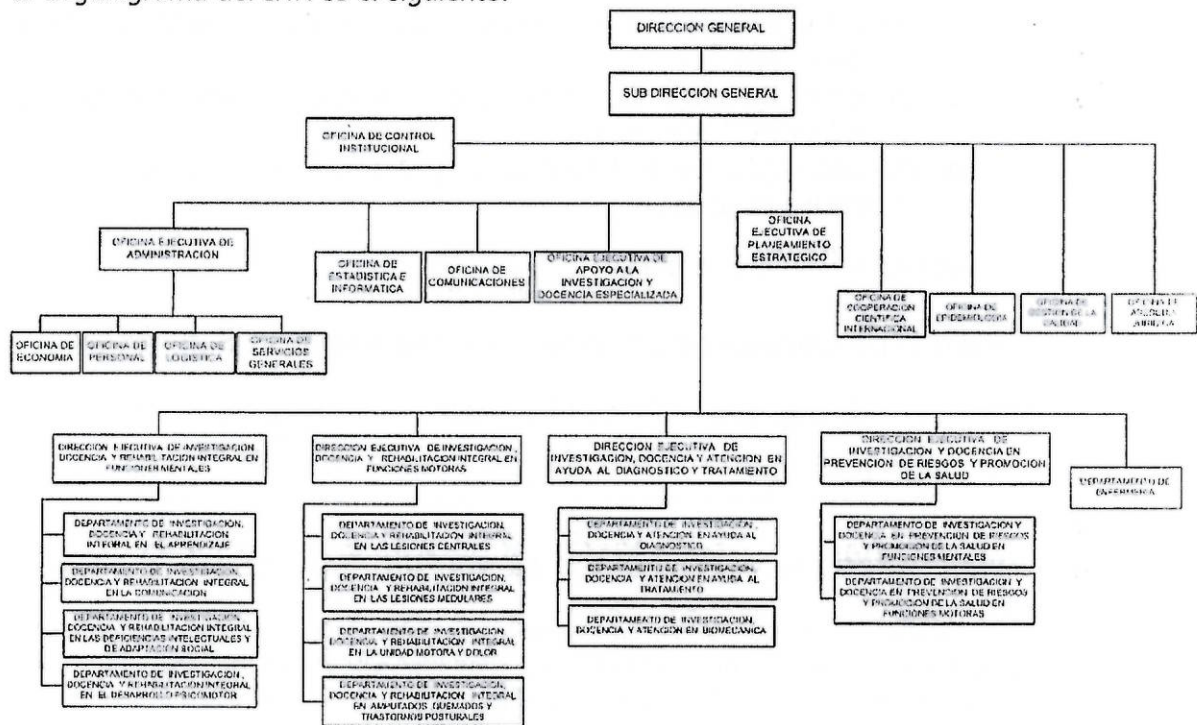 DIRECCION GENERAL
SUB DIRECCION GENERAL
OFICINA DE CONTROL
INSTITUCIONAL
OFICINA EJECUTIVA DE
ADMINISTRACION
OFICINA DE
ESTADISTICA E
INFORMATICA
OFICINA DE
COMUNICACIONES
OFICINA EJECUTIVA DE
APOYO A LA
INVESTIGACION Y
DOCENCIA ESPECIALIZADA
OFICINA
EJECUTIVA DE
PLANEAMIENTO
ESTRATEGICO
OFICINA DE
COOPERACION
CIENTIFICA
INTERNACIONAL
OFICINA DE
EPIDEMIOLOGIA
OFICINA DE
GESTION DE LA
CALIDAD
OFICINA DE
ASESORIA
JURIDICA
OFICINA DE
ECONOMIA
OFICINA DE
PERSONAL
OFICINA DE
LOGISTICA
OFICINA DE
SERVICIOS
GENERALES
DIRECCION EJECUTIVA DE INVESTIGACION,
DOCENCIA Y REHABILITACION INTEGRAL EN
MENTALES
DIRECCION EJECUTIVA DE INVESTIGACION,
DOCENCIA Y REHABILITACION INTEGRAL EN
FUNCIONES MOTORAS
DIRECCION EJECUTIVA DE
INVESTIGACION, DOCENCIA Y ATENCION EN
AYUDA AL DIAGNOSTICO Y TRATAMIENTO
DIRECCION EJECUTIVA DE
INVESTIGACION Y DOCENCIA EN
PREVENCION DE RIESGOS Y PROMOCION
DE LA SALUD
DEPARTAMENTO DE
ENFERMERIA
DEPARTAMENTO DE INVESTIGACION,
DOCENCIA Y REHABILITACION
INTEGRAL EN EL APRENDIZAJE
DEPARTAMENTO DE INVESTIGACION,
DOCENCIA Y REHABILITACION INTEGRAL
EN LA COMUNICACION
DEPARTAMENTO DE INVESTIGACION,
DOCENCIA Y REHABILITACION INTEGRAL
EN LAS DEFICIENCIAS INTELECTUALES Y
DE ADAPTACION SOCIAL
DEPARTAMENTO DE INVESTIGACION,
DOCENCIA Y REHABILITACION INTEGRAL
EN EL DESARROLLO PSICOMOTOR
DEPARTAMENTO DE INVESTIGACION,
DOCENCIA Y REHABILITACION INTEGRAL
EN LAS LESIONES CENTRALES
DEPARTAMENTO DE INVESTIGACION,
DOCENCIA Y REHABILITACION INTEGRAL
EN LAS LESIONES MEDULARES
DEPARTAMENTO DE INVESTIGACION,
DOCENCIA Y REHABILITACION INTEGRAL
EN LA UNIDAD MOTORA Y DOLOR
DEPARTAMENTO DE INVESTIGACION,
DOCENCIA Y REHABILITACION INTEGRAL
EN AMPUTADOS QUEMADOS Y
TRASTORNOS POSTURALES
DEPARTAMENTO DE INVESTIGACION,
DOCENCIA Y ATENCION EN AYUDA AL
DIAGNOSTICO
DEPARTAMENTO DE INVESTIGACION,
DOCENCIA Y ATENCION EN AYUDA AL
TRATAMIENTO
DEPARTAMENTO DE INVESTIGACION,
DOCENCIA Y ATENCION EN BIOMECANICA
DEPARTAMENTO DE INVESTIGACION Y
DOCENCIA EN PREVENCION DE RIESGOS
Y PROMOCION DE LA SALUD EN
FUNCIONES MENTALES
DEPARTAMENTO DE INVESTIGACION Y
DOCENCIA EN PREVENCION DE RIESGOS
Y PROMOCION DE LA SALUD EN
FUNCIONES MOTORAS